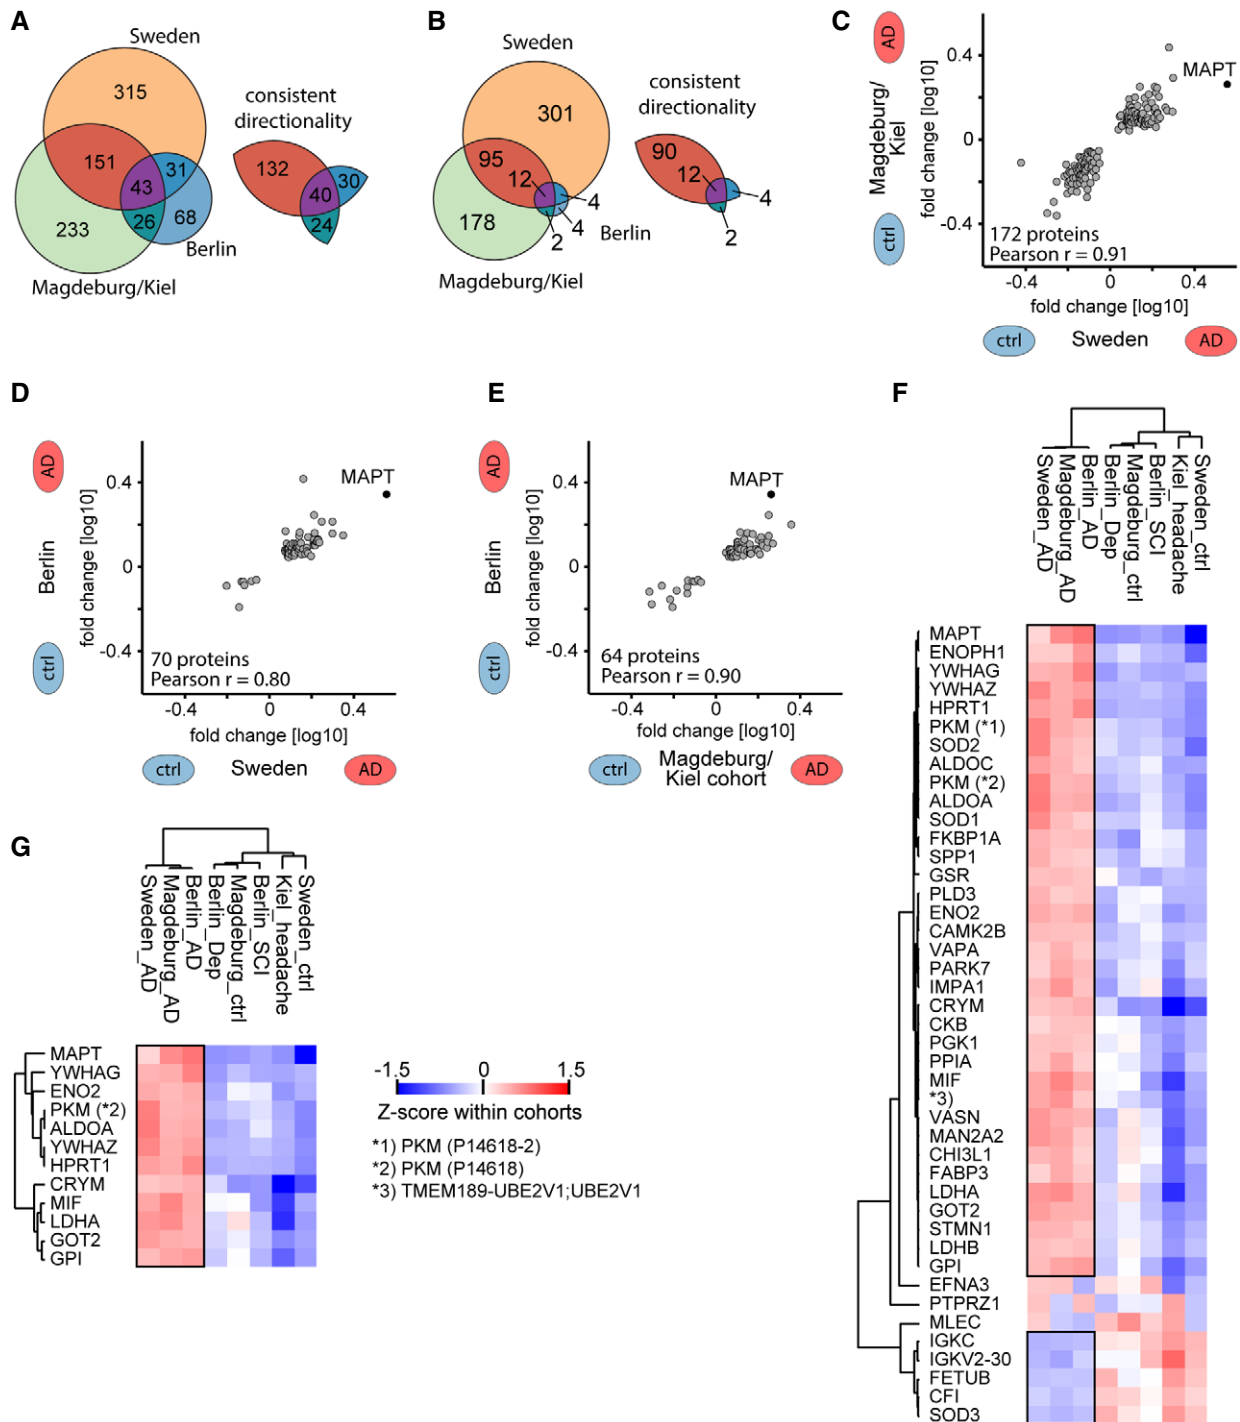 A
Sweden
315
151
31
43
26
68
233
Berlin
Magdeburg/Kiel
consistent
directionality
132
40
30
24
B
Sweden
301
95
12
4
4
2
178
Berlin
Magdeburg/Kiel
consistent
directionality
90
12
4
2
C
AD
Magdeburg/
Kiel
ctrl
fold change [log10]
0.4
0
-0.4
MAPT
172 proteins
Pearson r = 0.91
-0.4
0
0.4
fold change [log10]
ctrl
Sweden
AD
D
AD
Berlin
ctrl
fold change [log10]
0.4
0
-0.4
MAPT
70 proteins
Pearson r = 0.80
-0.4
0
0.4
fold change [log10]
ctrl
Sweden
AD
E
AD
Berlin
ctrl
fold change [log10]
0.4
0
-0.4
MAPT
64 proteins
Pearson r = 0.90
-0.4
0
0.4
fold change [log10]
ctrl
Magdeburg/
Kiel cohort
AD
F
Sweden_AD
Magdeburg_AD
Berlin_AD
Berlin_Dep
Magdeburg_ctrl
Berlin_SCI
Kiel_headache
Sweden_ctrl
MAPT
ENOPH1
YWHAG
YWHAZ
HPRT1
PKM (*1)
SOD2
ALDOC
PKM (*2)
ALDOA
SOD1
FKBP1A
SPP1
GSR
PLD3
ENO2
CAMK2B
VAPA
PARK7
IMPA1
CRYM
CKB
PGK1
PPIA
MIF
*3)
VASN
MAN2A2
CHI3L1
FABP3
LDHA
GOT2
STMN1
LDHB
GPI
EFNA3
PTPRZ1
MLEC
IGKC
IGKV2-30
FETUB
CFI
SOD3
G
Sweden_AD
Magdeburg_AD
Berlin_AD
Berlin_Dep
Magdeburg_ctrl
Berlin_SCI
Kiel_headache
Sweden_ctrl
MAPT
YWHAG
ENO2
PKM (*2)
ALDOA
YWHAZ
HPRT1
CRYM
MIF
LDHA
GOT2
GPI
-1.5
0
1.5
Z-score within cohorts
*1) PKM (P14618-2)
*2) PKM (P14618)
*3) TMEM189-UBE2V1;UBE2V1